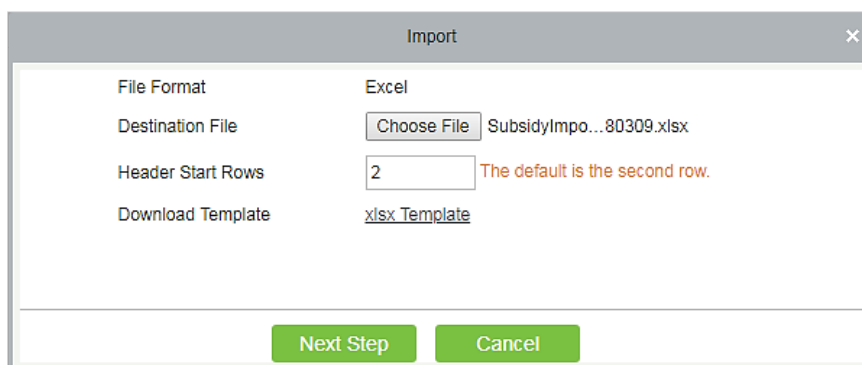 Import
File Format Excel
Destination File Choose File SubsidyImpo...80309.xlsx
Header Start Rows 2 The default is the second row.
Download Template xlsx Template
Next Step Cancel